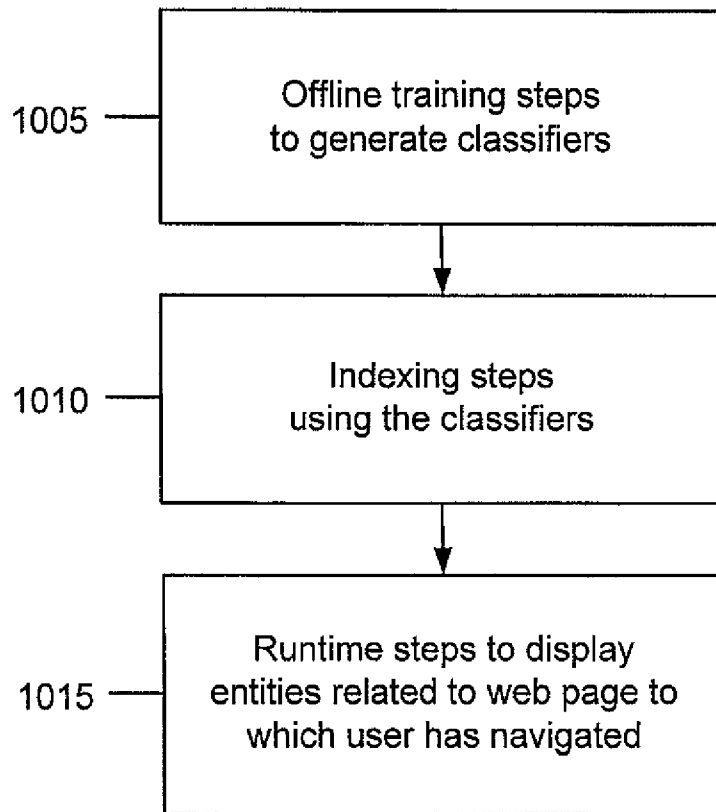 1005
Offline training steps
to generate classifiers
1010
Indexing steps
using the classifiers
1015
Runtime steps to display
entities related to web page to
which user has navigated